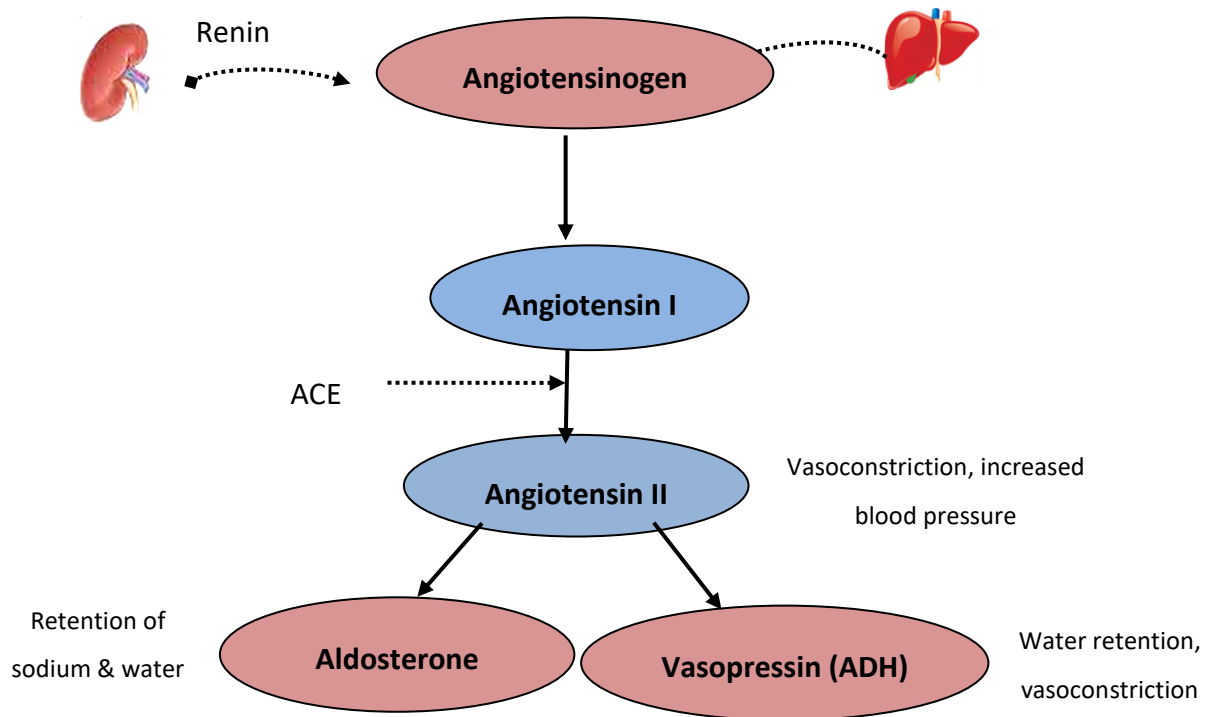 Renin
Angiotensinogen
Angiotensin I
ACE
Angiotensin II
Vasoconstriction, increased
blood pressure
Retention of
sodium & water
Aldosterone
Vasopressin (ADH)
Water retention,
vasoconstriction